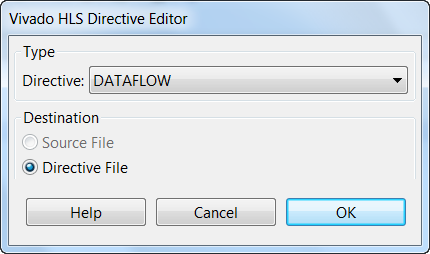 Vivado HLS Directive Editor
Type
Directive: DATAFLOW
Destination
Source File
Directive File
Help Cancel OK